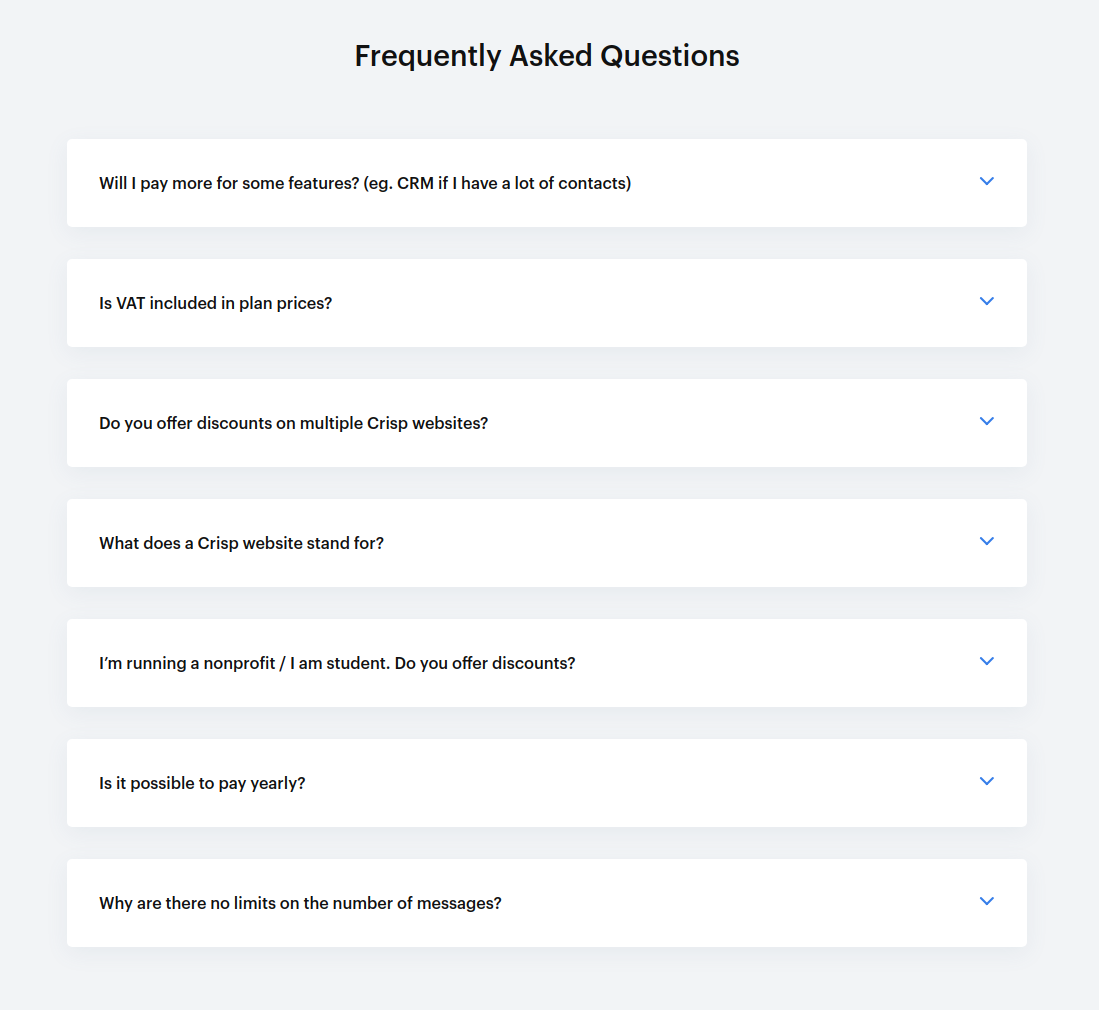 Frequently Asked Questions
Will I pay more for some features? (eg. CRM if I have a lot of contacts)
Is VAT included in plan prices?
Do you offer discounts on multiple Crisp websites?
What does a Crisp website stand for?
I’m running a nonprofit / I am student. Do you offer discounts?
Is it possible to pay yearly?
Why are there no limits on the number of messages?